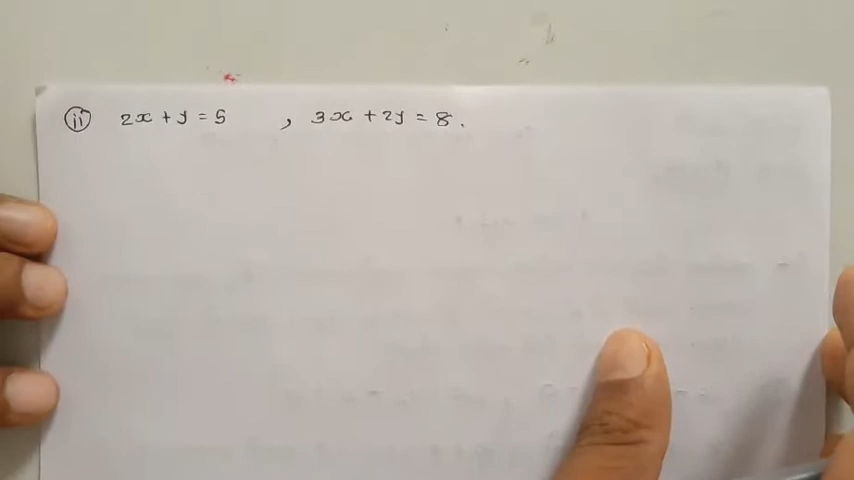 (ii) 2x + y = 5 , 3x + 2y = 8.